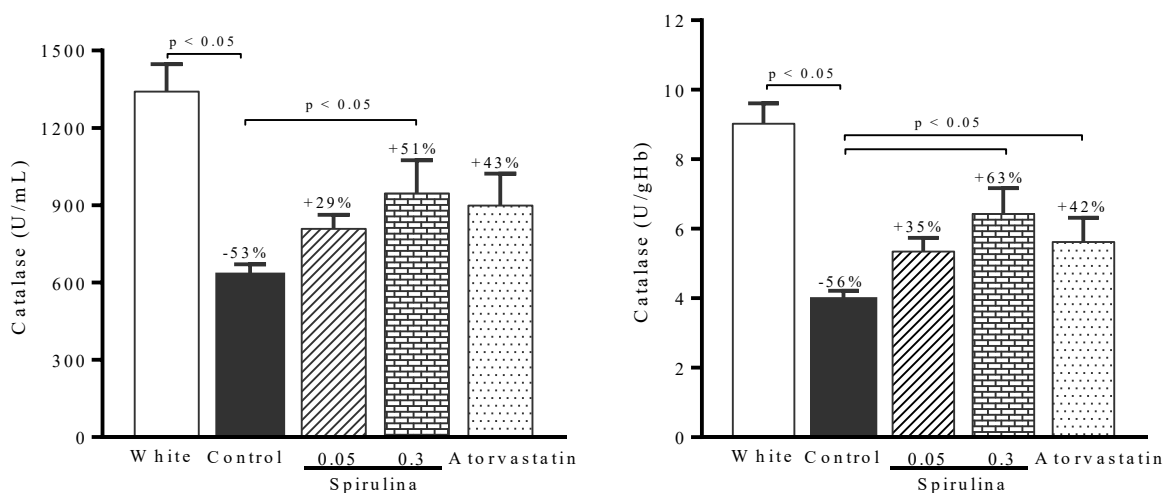 Catalase (U/mL)
1500
1200
900
600
300
0
p < 0.05
p < 0.05
-53%
+29%
+51%
+43%
White Control 0.05 0.3 Atorvastatin
Spirulina
Catalase (U/gHb)
12
10
8
6
4
2
0
p < 0.05
p < 0.05
-56%
+35%
+63%
+42%
White Control 0.05 0.3 Atorvastatin
Spirulina